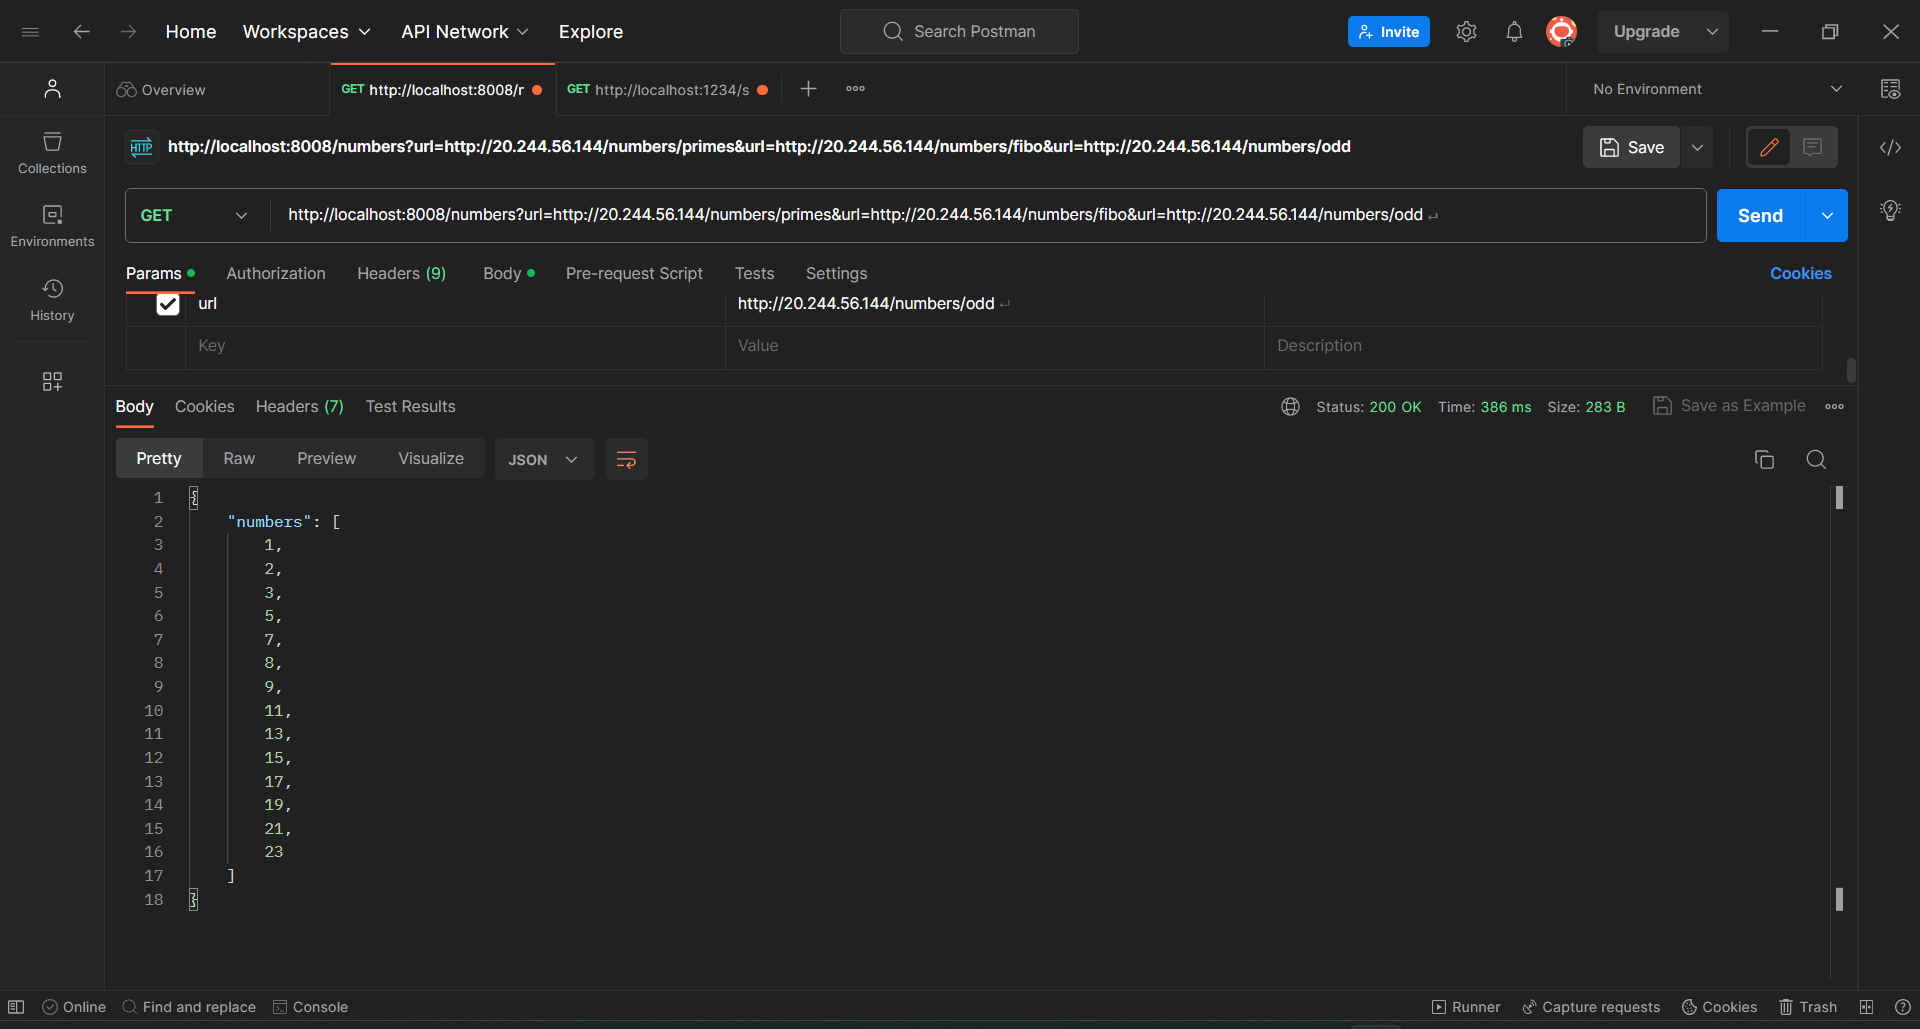 Home Workspaces API Network Explore Search Postman Invite Upgrade
Overview GET http://localhost:8008/r GET http://localhost:1234/s No Environment
HTTP http://localhost:8008/numbers?url=http://20.244.56.144/numbers/primes&url=http://20.244.56.144/numbers/fibo&url=http://20.244.56.144/numbers/odd Save
Collections
Environments
History
GET http://localhost:8008/numbers?url=http://20.244.56.144/numbers/primes&url=http://20.244.56.144/numbers/fibo&url=http://20.244.56.144/numbers/odd Send
Params Authorization Headers (9) Body Pre-request Script Tests Settings Cookies
url http://20.244.56.144/numbers/odd
Key Value Description
Body Cookies Headers (7) Test Results Status: 200 OK Time: 386 ms Size: 283 B Save as Example
Pretty Raw Preview Visualize JSON
1 {
2 "numbers": [
3 1,
4 2,
5 3,
6 5,
7 7,
8 8,
9 9,
10 11,
11 13,
12 15,
13 17,
14 19,
15 21,
16 23
17 ]
18 }
Online Find and replace Console Runner Capture requests Cookies Trash